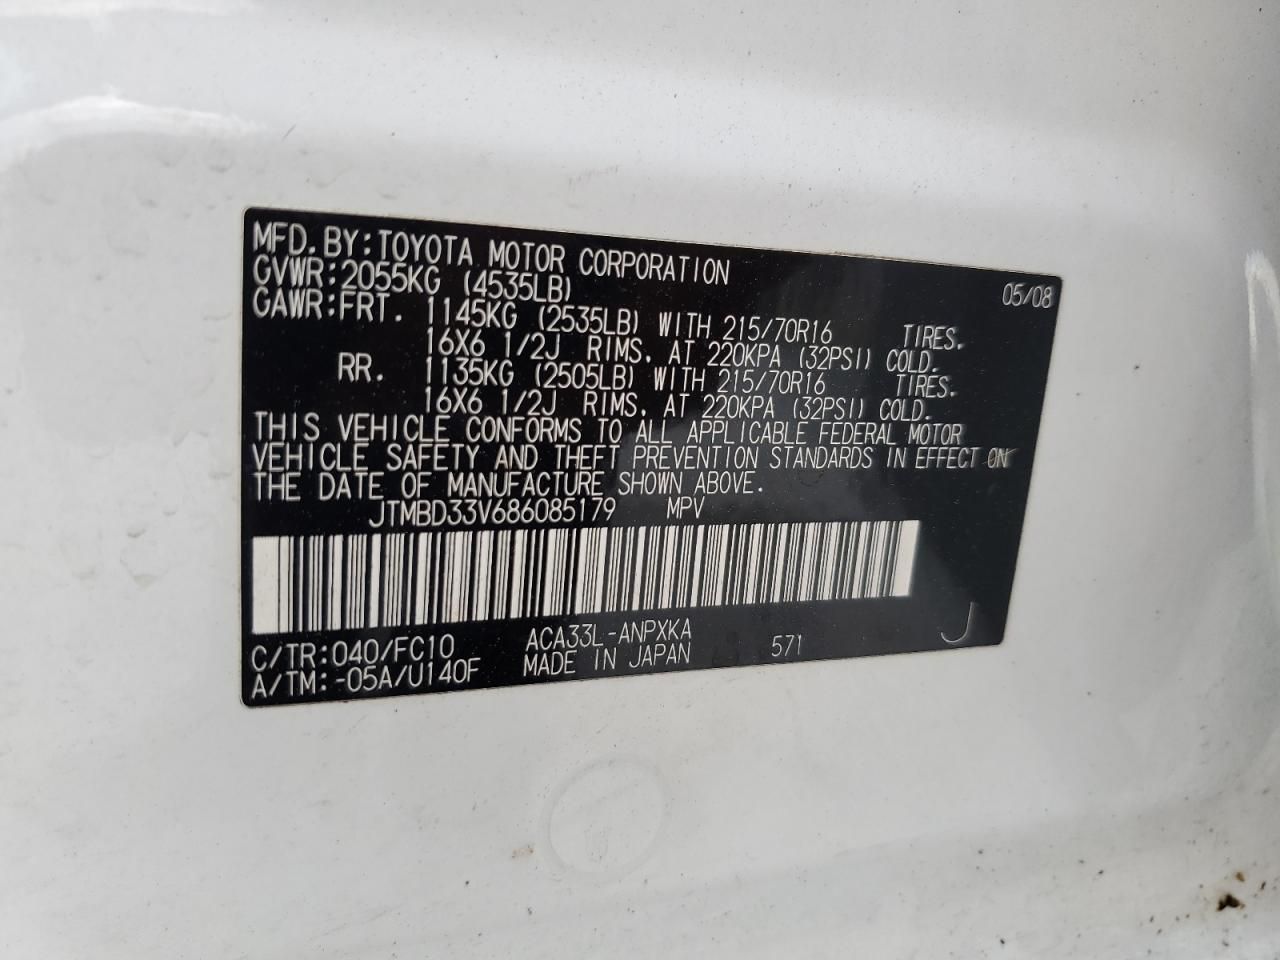 MFD.BY:TOYOTA MOTOR CORPORATION 05/08
GVWR:2055KG (4535LB)
GAWR:FRT. 1145KG (2535LB) WITH 215/70R16 TIRES.
16X6 1/2J RIMS. AT 220KPA (32PSI) COLD.
RR. 1135KG (2505LB) WITH 215/70R16 TIRES.
16X6 1/2J RIMS. AT 220KPA (32PSI) COLD.
THIS VEHICLE CONFORMS TO ALL APPLICABLE FEDERAL MOTOR
VEHICLE SAFETY AND THEFT PREVENTION STANDARDS IN EFFECT ON
THE DATE OF MANUFACTURE SHOWN ABOVE.
JTMBD33V686085179 MPV
C/TR:040/FC10 ACA33L-ANPXKA 571 J
A/TM:-05A/U140F MADE IN JAPAN